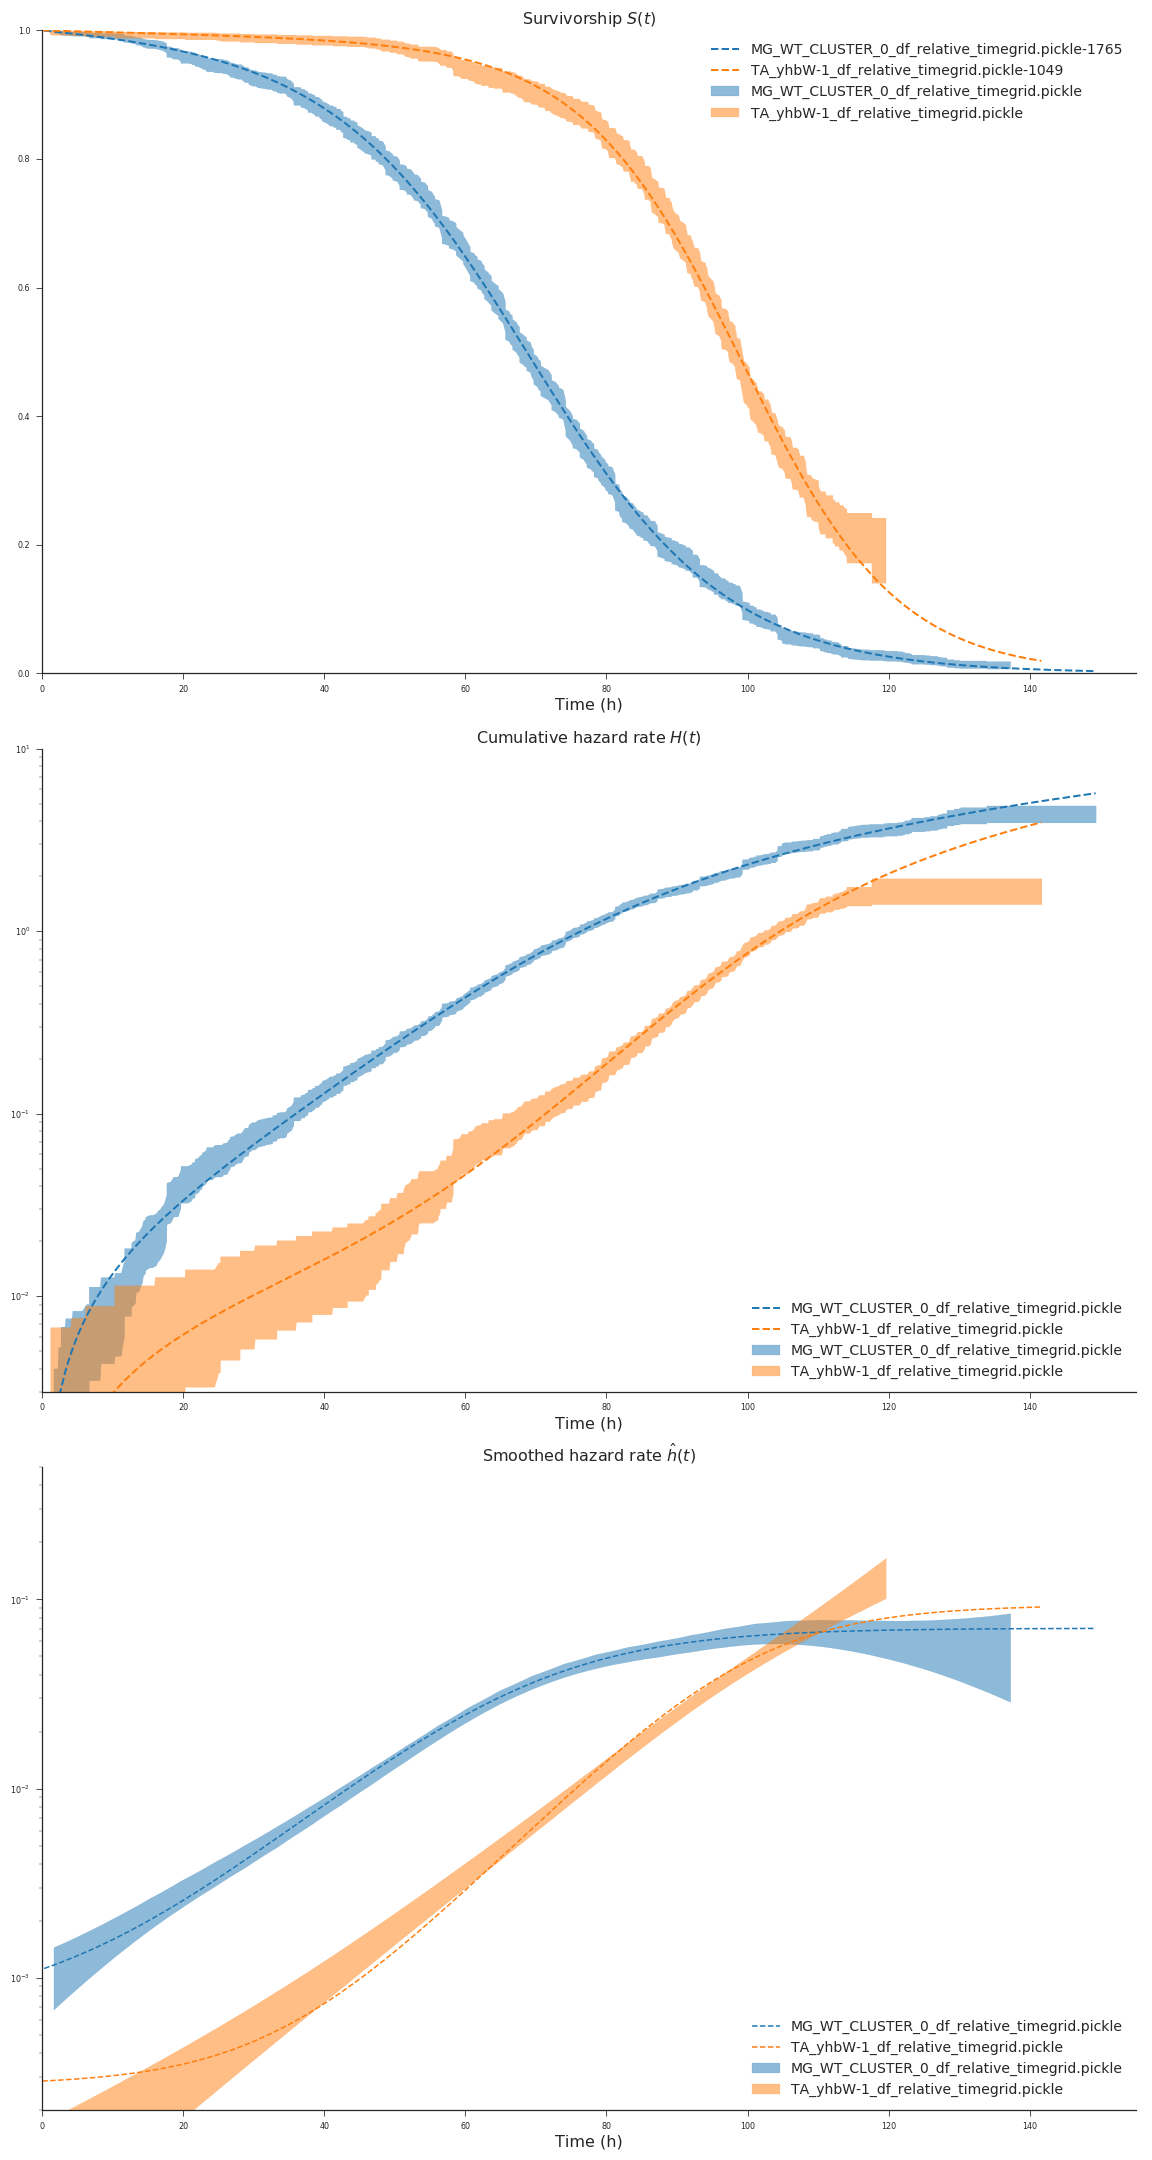 Survivorship S(t)
1.0
0.8
0.6
0.4
0.2
0.0
MG_WT_CLUSTER_0_df_relative_timegrid.pickle-1765
TA_yhbW-1_df_relative_timegrid.pickle-1049
MG_WT_CLUSTER_0_df_relative_timegrid.pickle
TA_yhbW-1_df_relative_timegrid.pickle
0 20 40 60 80 100 120 140
Time (h)
Cumulative hazard rate H(t)
10¹
10⁰
10⁻¹
10⁻²
MG_WT_CLUSTER_0_df_relative_timegrid.pickle
TA_yhbW-1_df_relative_timegrid.pickle
MG_WT_CLUSTER_0_df_relative_timegrid.pickle
TA_yhbW-1_df_relative_timegrid.pickle
0 20 40 60 80 100 120 140
Time (h)
Smoothed hazard rate ĥ(t)
10⁻¹
10⁻²
10⁻³
MG_WT_CLUSTER_0_df_relative_timegrid.pickle
TA_yhbW-1_df_relative_timegrid.pickle
MG_WT_CLUSTER_0_df_relative_timegrid.pickle
TA_yhbW-1_df_relative_timegrid.pickle
0 20 40 60 80 100 120 140
Time (h)